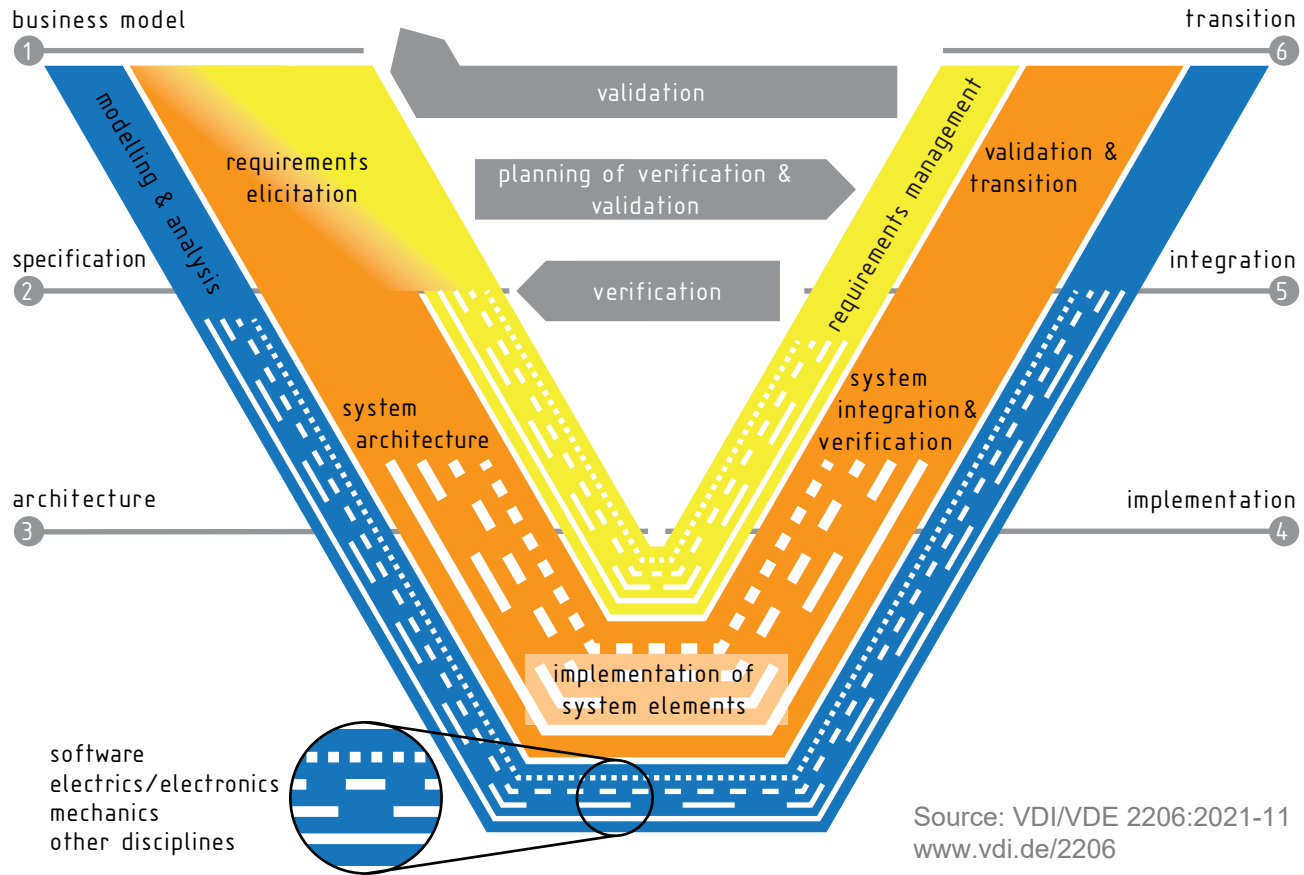 business model
1
transition
6
validation
modelling & analysis
requirements
elicitation
planning of verification &
validation
requirements management
validation &
transition
specification
2
verification
integration
5
system
architecture
system
integration &
verification
architecture
3
implementation
4
implementation of
system elements
software
electrics/electronics
mechanics
other disciplines
Source: VDI/VDE 2206:2021-11
www.vdi.de/2206